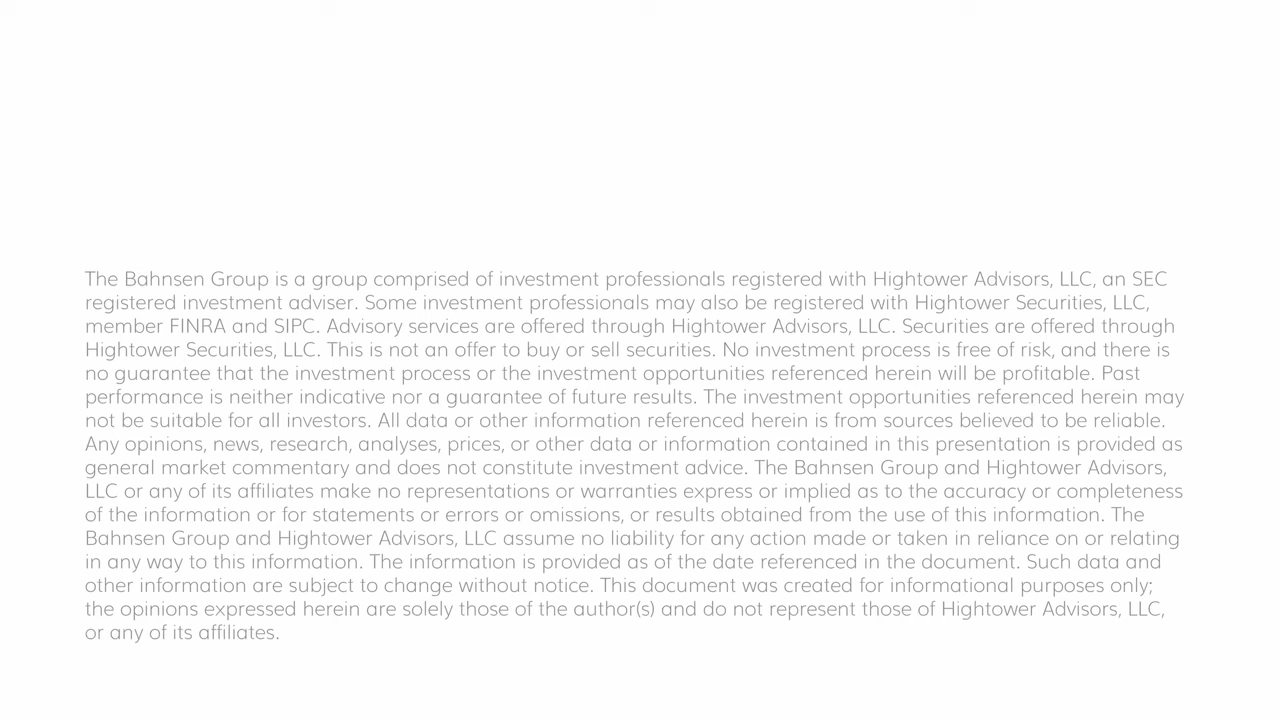 The Bahnsen Group is a group comprised of investment professionals registered with Hightower Advisors, LLC, an SEC
registered investment adviser. Some investment professionals may also be registered with Hightower Securities, LLC,
member FINRA and SIPC. Advisory services are offered through Hightower Advisors, LLC. Securities are offered through
Hightower Securities, LLC. This is not an offer to buy or sell securities. No investment process is free of risk, and there is
no guarantee that the investment process or the investment opportunities referenced herein will be profitable. Past
performance is neither indicative nor a guarantee of future results. The investment opportunities referenced herein may
not be suitable for all investors. All data or other information referenced herein is from sources believed to be reliable.
Any opinions, news, research, analyses, prices, or other data or information contained in this presentation is provided as
general market commentary and does not constitute investment advice. The Bahnsen Group and Hightower Advisors,
LLC or any of its affiliates make no representations or warranties express or implied as to the accuracy or completeness
of the information or for statements or errors or omissions, or results obtained from the use of this information. The
Bahnsen Group and Hightower Advisors, LLC assume no liability for any action made or taken in reliance on or relating
in any way to this information. The information is provided as of the date referenced in the document. Such data and
other information are subject to change without notice. This document was created for informational purposes only;
the opinions expressed herein are solely those of the author(s) and do not represent those of Hightower Advisors, LLC,
or any of its affiliates.